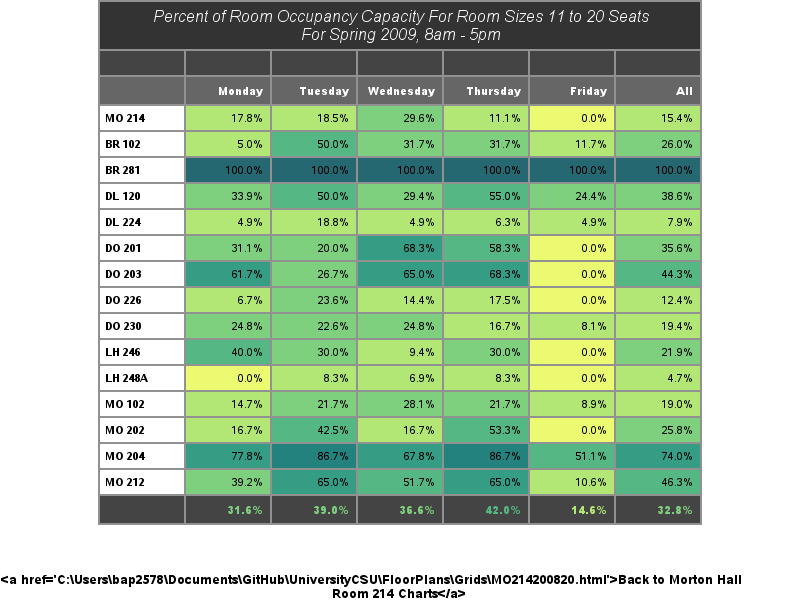 Percent of Room Occupancy Capacity For Room Sizes 11 to 20 Seats
For Spring 2009, 8am - 5pm
Monday Tuesday Wednesday Thursday Friday All
MO 214 17.8% 18.5% 29.6% 11.1% 0.0% 15.4%
BR 102 5.0% 50.0% 31.7% 31.7% 11.7% 26.0%
BR 281 100.0% 100.0% 100.0% 100.0% 100.0% 100.0%
DL 120 33.9% 50.0% 29.4% 55.0% 24.4% 38.6%
DL 224 4.9% 18.8% 4.9% 6.3% 4.9% 7.9%
DO 201 31.1% 20.0% 68.3% 58.3% 0.0% 35.6%
DO 203 61.7% 26.7% 65.0% 68.3% 0.0% 44.3%
DO 226 6.7% 23.6% 14.4% 17.5% 0.0% 12.4%
DO 230 24.8% 22.6% 24.8% 16.7% 8.1% 19.4%
LH 246 40.0% 30.0% 9.4% 30.0% 0.0% 21.9%
LH 248A 0.0% 8.3% 6.9% 8.3% 0.0% 4.7%
MO 102 14.7% 21.7% 28.1% 21.7% 8.9% 19.0%
MO 202 16.7% 42.5% 16.7% 53.3% 0.0% 25.8%
MO 204 77.8% 86.7% 67.8% 86.7% 51.1% 74.0%
MO 212 39.2% 65.0% 51.7% 65.0% 10.6% 46.3%
31.6% 39.0% 36.6% 42.0% 14.6% 32.8%
<a href='C:\Users\bap2578\Documents\GitHub\UniversityCSU\FloorPlans\Grids\MO214200820.html'>Back to Morton Hall
Room 214 Charts</a>